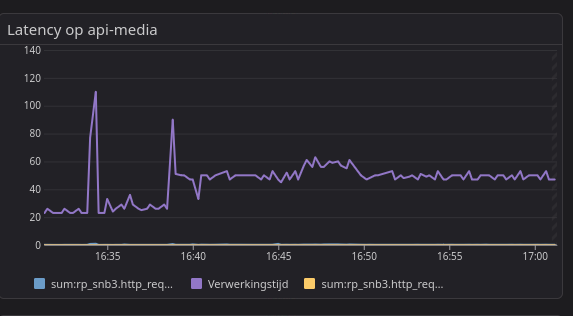 Latency op api-media
140
120
100
80
60
40
20
0
16:35 16:40 16:45 16:50 16:55 17:00
sum:rp_snb3.http_req... Verwerkingstijd sum:rp_snb3.http_req...